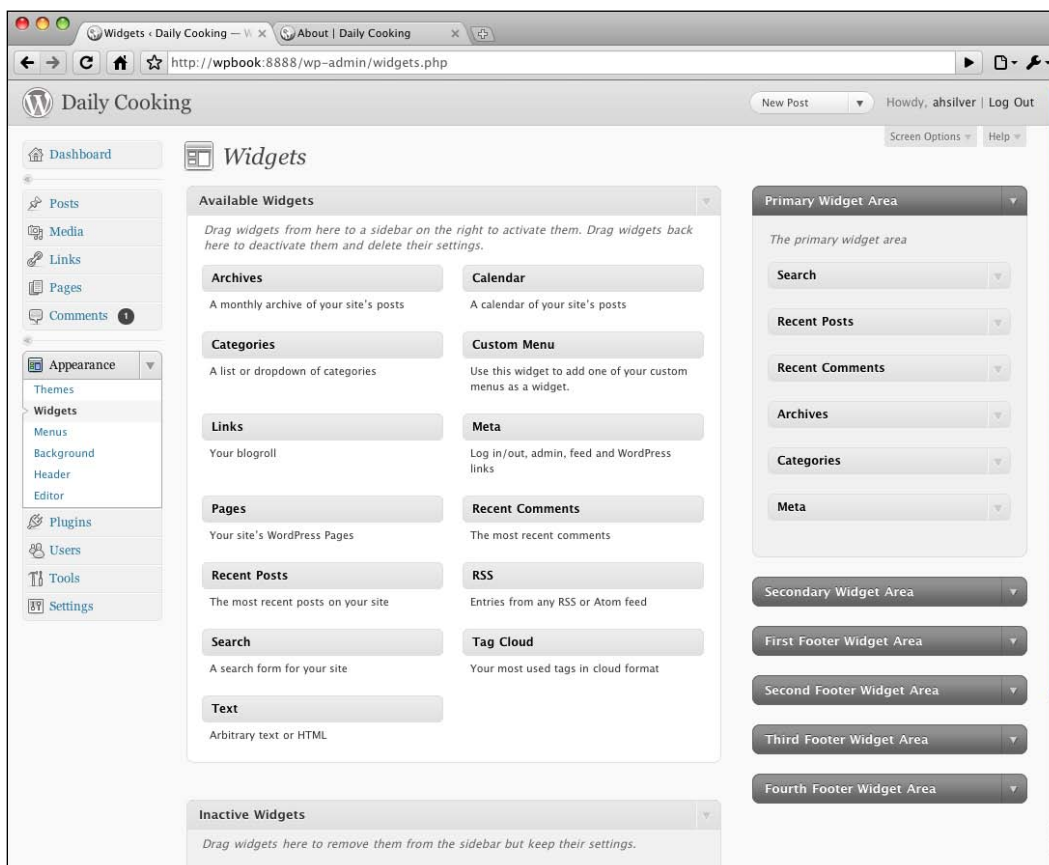 Widgets ‹ Daily Cooking — W
About | Daily Cooking
http://wpbook:8888/wp-admin/widgets.php
Daily Cooking
New Post
Howdy, ahsilver | Log Out
Screen Options
Help
Dashboard
Posts
Media
Links
Pages
Comments 1
Appearance
Themes
Widgets
Menus
Background
Header
Editor
Plugins
Users
Tools
Settings
Widgets
Available Widgets
Drag widgets from here to a sidebar on the right to activate them. Drag widgets back
here to deactivate them and delete their settings.
Archives
A monthly archive of your site's posts
Calendar
A calendar of your site's posts
Categories
A list or dropdown of categories
Custom Menu
Use this widget to add one of your custom
menus as a widget.
Links
Your blogroll
Meta
Log in/out, admin, feed and WordPress
links
Pages
Your site's WordPress Pages
Recent Comments
The most recent comments
Recent Posts
The most recent posts on your site
RSS
Entries from any RSS or Atom feed
Search
A search form for your site
Tag Cloud
Your most used tags in cloud format
Text
Arbitrary text or HTML
Inactive Widgets
Drag widgets here to remove them from the sidebar but keep their settings.
Primary Widget Area
The primary widget area
Search
Recent Posts
Recent Comments
Archives
Categories
Meta
Secondary Widget Area
First Footer Widget Area
Second Footer Widget Area
Third Footer Widget Area
Fourth Footer Widget Area